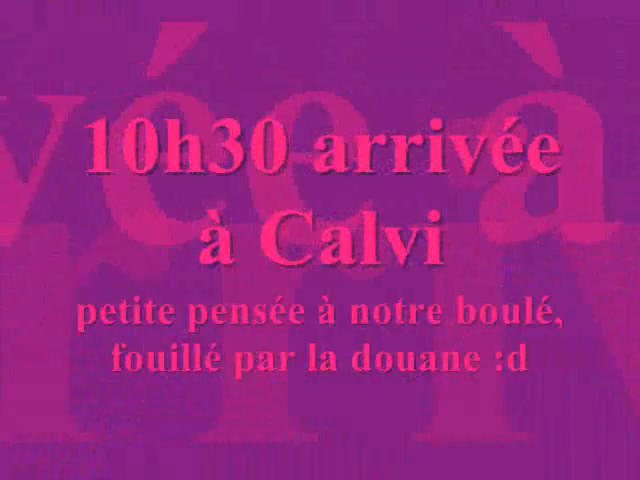 10h30 arrivée
à Calvi
petite pensée à notre boulé,
fouillé par la douane :d